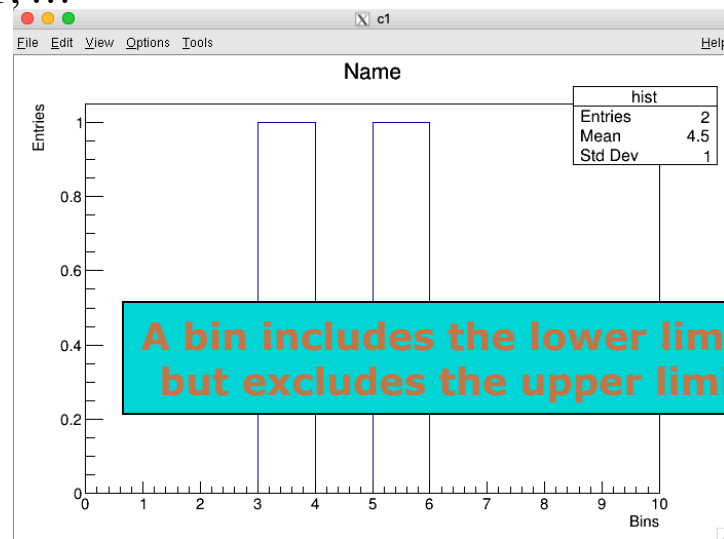 c1
File Edit View Options Tools Help
Name
hist
Entries 2
Mean 4.5
Std Dev 1
Entries
1
0.8
0.6
0.4
0.2
0
A bin includes the lower lim
but excludes the upper lim
0 1 2 3 4 5 6 7 8 9 10
Bins